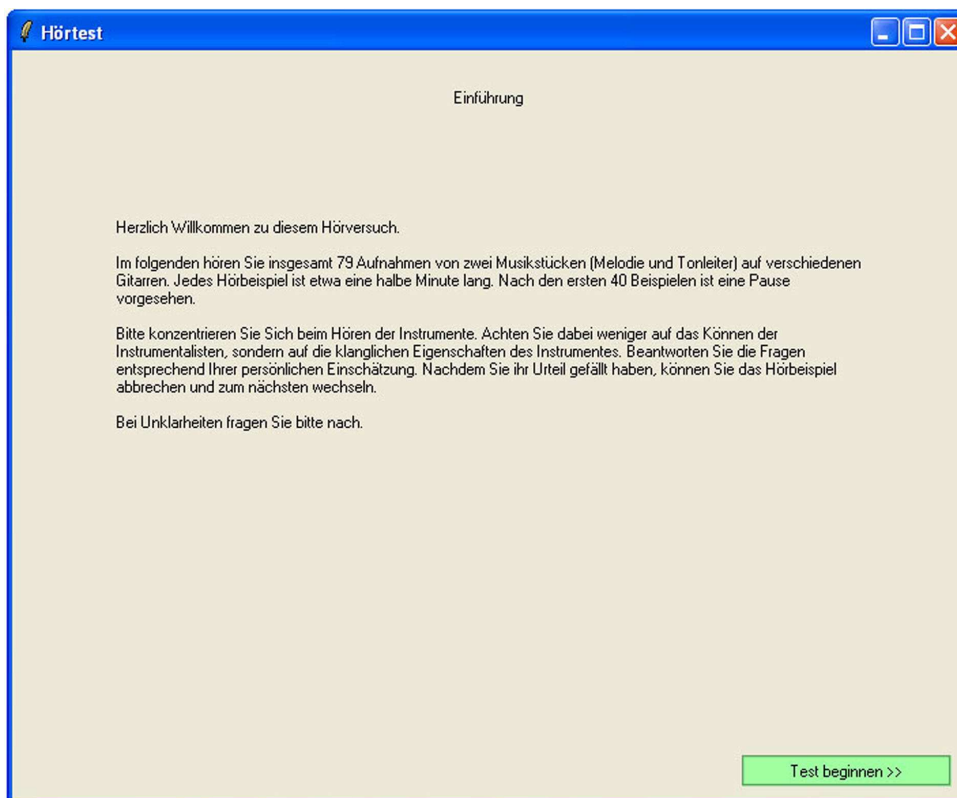 Hörtest
Einführung
Herzlich Willkommen zu diesem Hörversuch.
Im folgenden hören Sie insgesamt 79 Aufnahmen von zwei Musikstücken (Melodie und Tonleiter) auf verschiedenen
Gitarren. Jedes Hörbeispiel ist etwa eine halbe Minute lang. Nach den ersten 40 Beispielen ist eine Pause
vorgesehen.
Bitte konzentrieren Sie Sich beim Hören der Instrumente. Achten Sie dabei weniger auf das Können der
Instrumentalisten, sondern auf die klanglichen Eigenschaften des Instrumentes. Beantworten Sie die Fragen
entsprechend Ihrer persönlichen Einschätzung. Nachdem Sie ihr Urteil gefällt haben, können Sie das Hörbeispiel
abbrechen und zum nächsten wechseln.
Bei Unklarheiten fragen Sie bitte nach.
Test beginnen >>